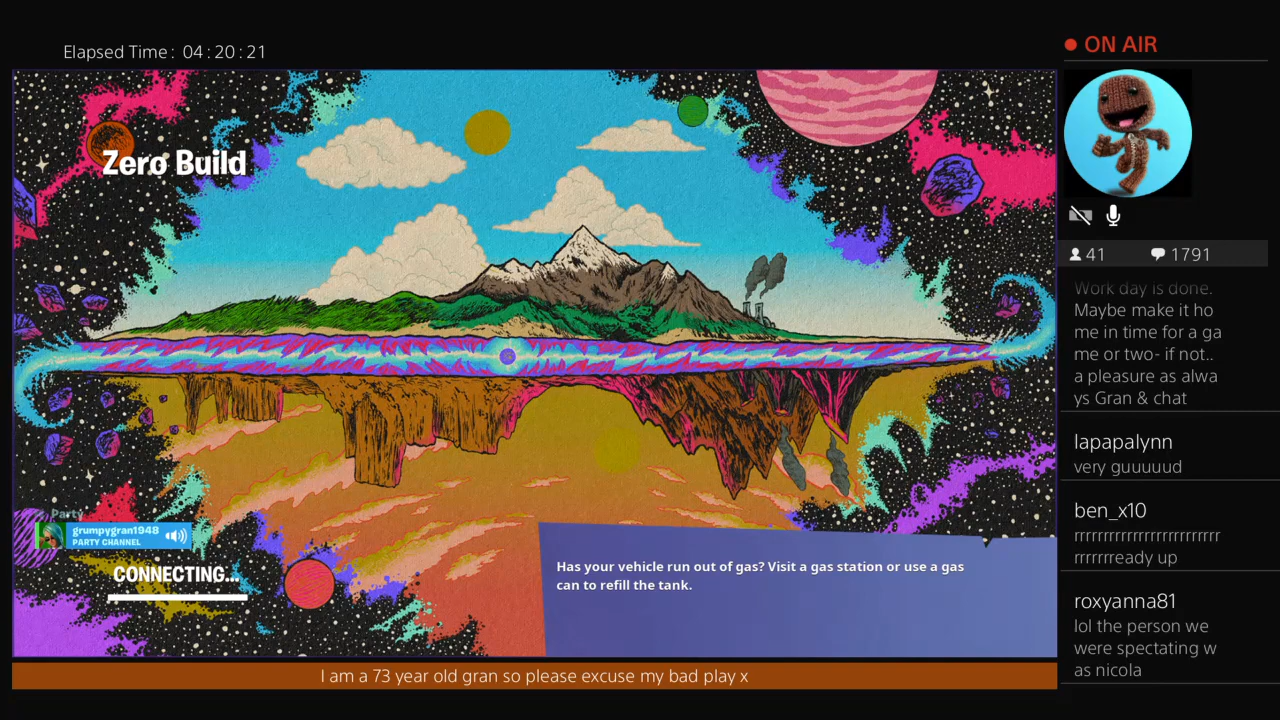 Elapsed Time: 04:20:21
ON AIR
Zero Build
41 1791
Work day is done.
Maybe make it ho
me in time for a ga
me or two- if not..
a pleasure as alwa
ys Gran & chat
lapapalynn
very guuuuud
ben_x10
rrrrrrrrrrrrrrrrrrrrrrrr
rrrrrrready up
roxyanna81
lol the person we
were spectating w
as nicola
Party
grumpygran1948
PARTY CHANNEL
CONNECTING...
Has your vehicle run out of gas? Visit a gas station or use a gas
can to refill the tank.
I am a 73 year old gran so please excuse my bad play x